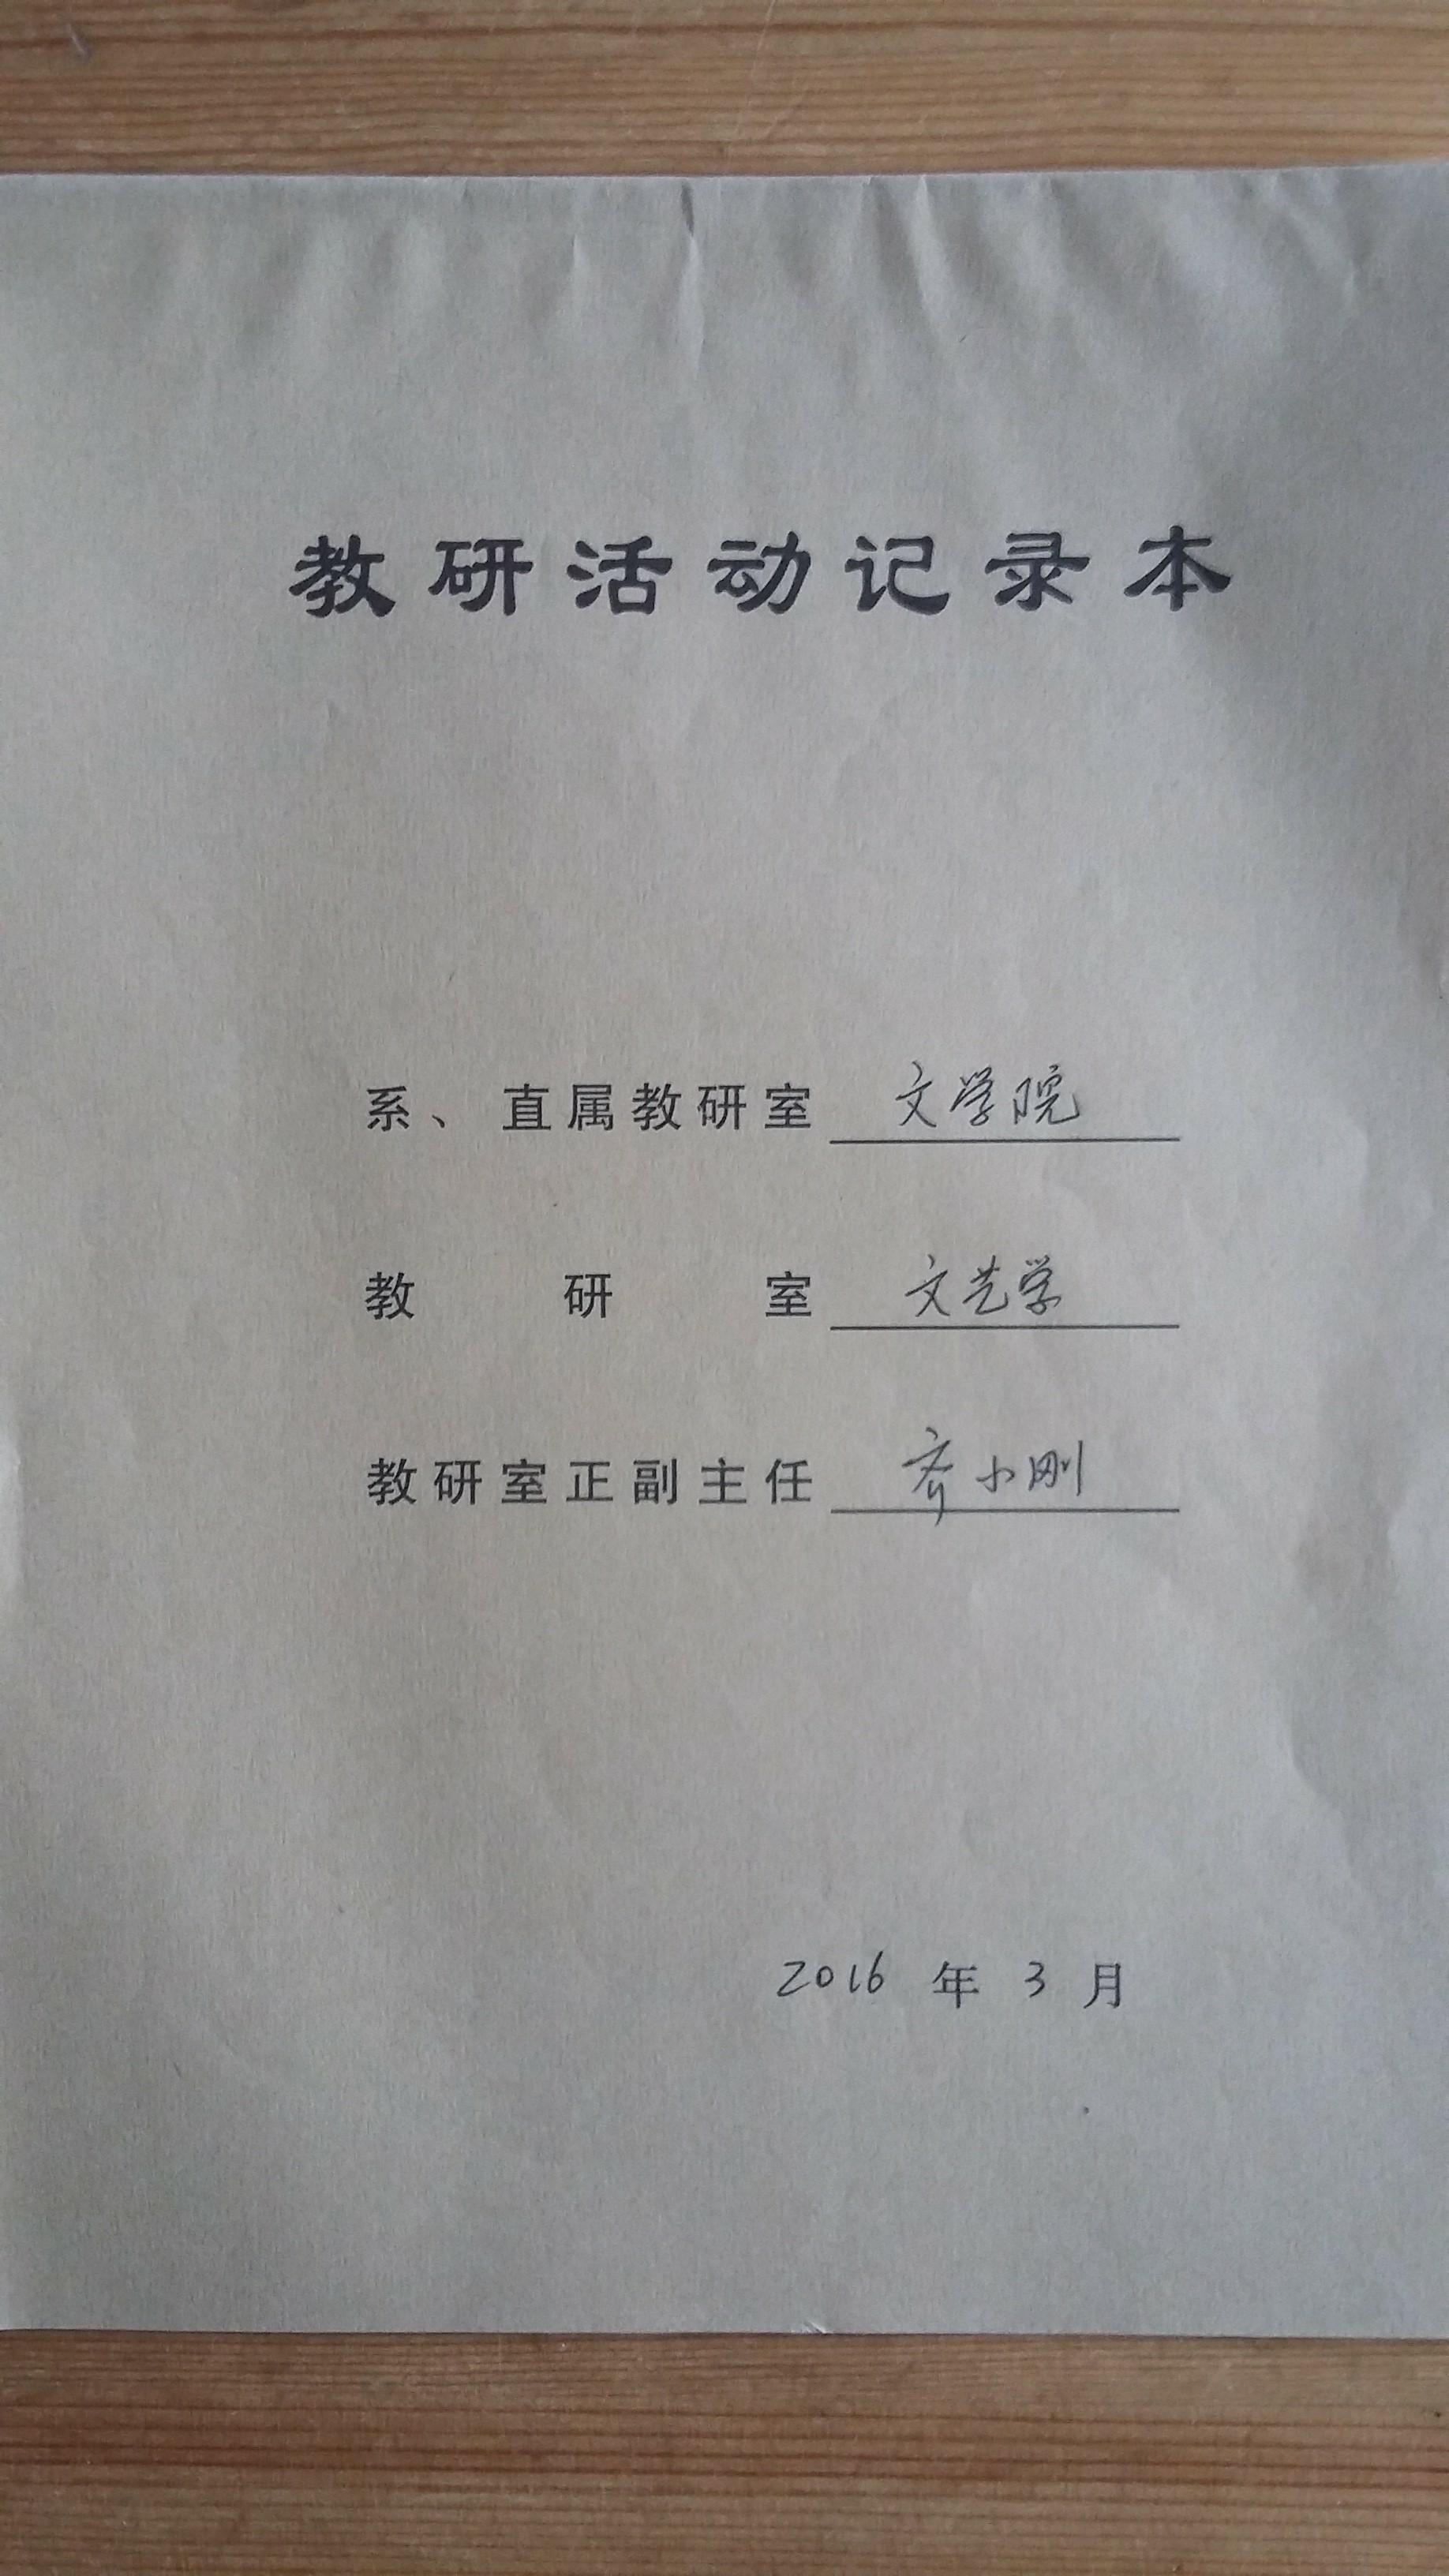 教研活动记录本
系、直属教研室 文学院
教研室 文艺学
教研室正副主任 齐小刚
2016 年 3 月